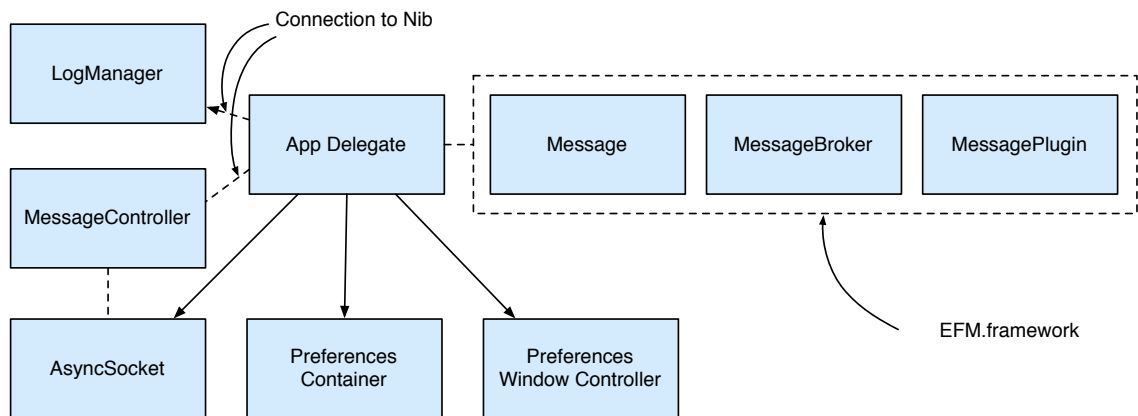 Connection to Nib
LogManager
App Delegate
Message
MessageBroker
MessagePlugin
MessageController
EFM.framework
AsyncSocket
Preferences
Container
Preferences
Window Controller